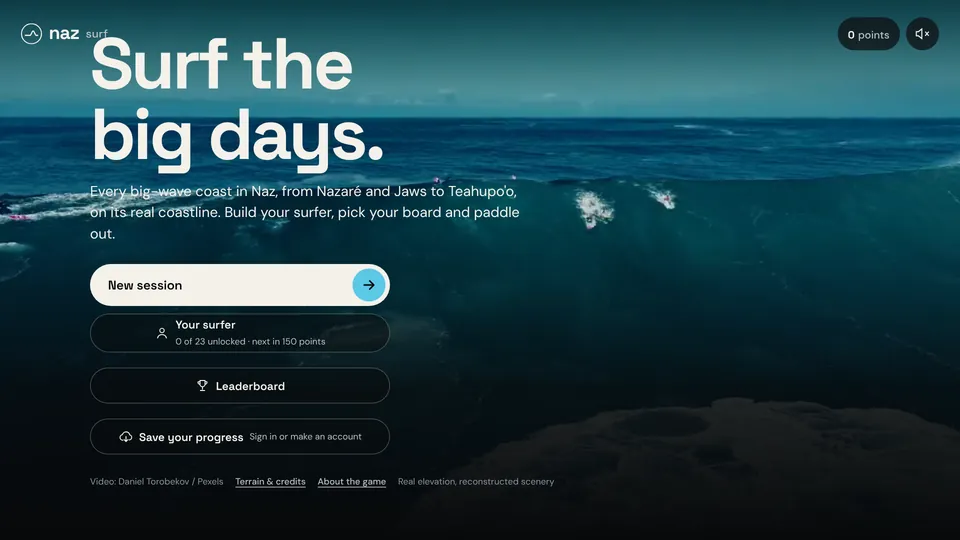 naz surf
0 points
Surf the
big days.
Every big-wave coast in Naz, from Nazaré and Jaws to Teahupo'o,
on its real coastline. Build your surfer, pick your board and paddle
out.
New session
Your surfer
0 of 23 unlocked · next in 150 points
Leaderboard
Save your progress Sign in or make an account
Video: Daniel Torobekov / Pexels Terrain & credits About the game Real elevation, reconstructed scenery